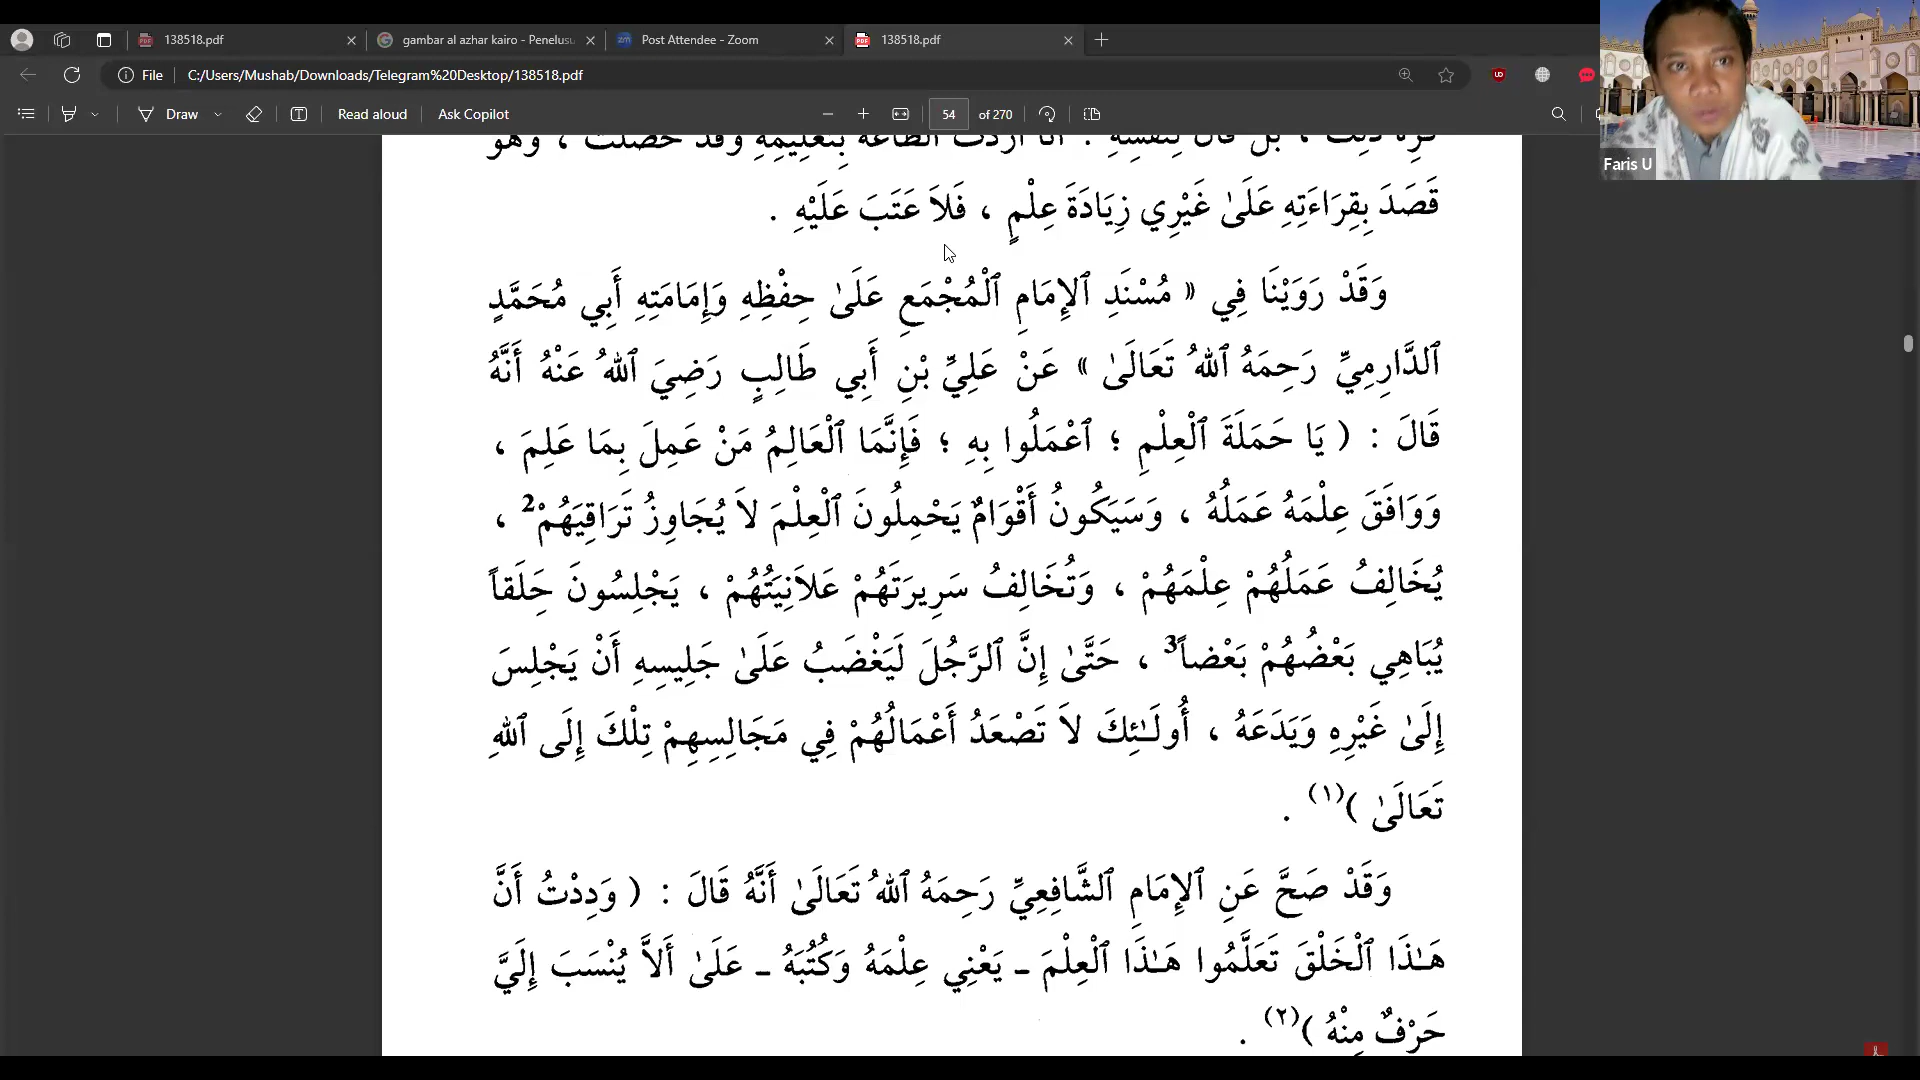 138518.pdf
gambar al azhar kairo - Penelusu
Post Attendee - Zoom
138518.pdf
File
C:/Users/Mushab/Downloads/Telegram%20Desktop/138518.pdf
Draw
Read aloud
Ask Copilot
54
of 270
Faris U
كَرِهَ ذَلِكَ ، بَلْ قَالَ لِنَفْسِهِ : أَنَا أَرَدْتُ ٱلطَّاعَةَ بِتَعْلِيمِهِ وَقَدْ حَصَلَتْ ، وَهُوَ
قَصَدَ بِقِرَاءَتِهِ عَلَىٰ غَيْرِي زِيَادَةَ عِلْمٍ ، فَلاَ عَتَبَ عَلَيْهِ .
وَقَدْ رَوَيْنَا فِي « مُسْنَدِ ٱلإِمَامِ ٱلْمُجْمَعِ عَلَىٰ حِفْظِهِ وَإِمَامَتِهِ أَبِي مُحَمَّدٍ
ٱلدَّارِمِيِّ رَحِمَهُ ٱللهُ تَعَالَىٰ » عَنْ عَلِيِّ بْنِ أَبِي طَالِبٍ رَضِيَ ٱللهُ عَنْهُ أَنَّهُ
قَالَ : ( يَا حَمَلَةَ ٱلْعِلْمِ ؛ ٱعْمَلُوا بِهِ ؛ فَإِنَّمَا ٱلْعَالِمُ مَنْ عَمِلَ بِمَا عَلِمَ ،
وَوَافَقَ عِلْمَهُ عَمَلُهُ ، وَسَيَكُونُ أَقْوَامٌ يَحْمِلُونَ ٱلْعِلْمَ لاَ يُجَاوِزُ تَرَاقِيَهُمْ2 ،
يُخَالِفُ عَمَلُهُمْ عِلْمَهُمْ ، وَتُخَالِفُ سَرِيرَتَهُمْ عَلاَنِيَتُهُمْ ، يَجْلِسُونَ حِلَقاً
يُبَاهِي بَعْضُهُمْ بَعْضاً3 ، حَتَّىٰ إِنَّ ٱلرَّجُلَ لَيَغْضَبُ عَلَىٰ جَلِيسِهِ أَنْ يَجْلِسَ
إِلَىٰ غَيْرِهِ وَيَدَعَهُ ، أُولَـٰئِكَ لاَ تَصْعَدُ أَعْمَالُهُمْ فِي مَجَالِسِهِمْ تِلْكَ إِلَى ٱللهِ
تَعَالَىٰ )(١) .
وَقَدْ صَحَّ عَنِ ٱلإِمَامِ ٱلشَّافِعِيِّ رَحِمَهُ ٱللهُ تَعَالَىٰ أَنَّهُ قَالَ : ( وَدِدْتُ أَنَّ
هَـٰذَا ٱلْخَلْقَ تَعَلَّمُوا هَـٰذَا ٱلْعِلْمَ ـ يَعْنِي عِلْمَهُ وَكُتُبَهُ ـ عَلَىٰ أَلاَّ يُنْسَبَ إِلَيَّ
حَرْفٌ مِنْهُ )(٢) .